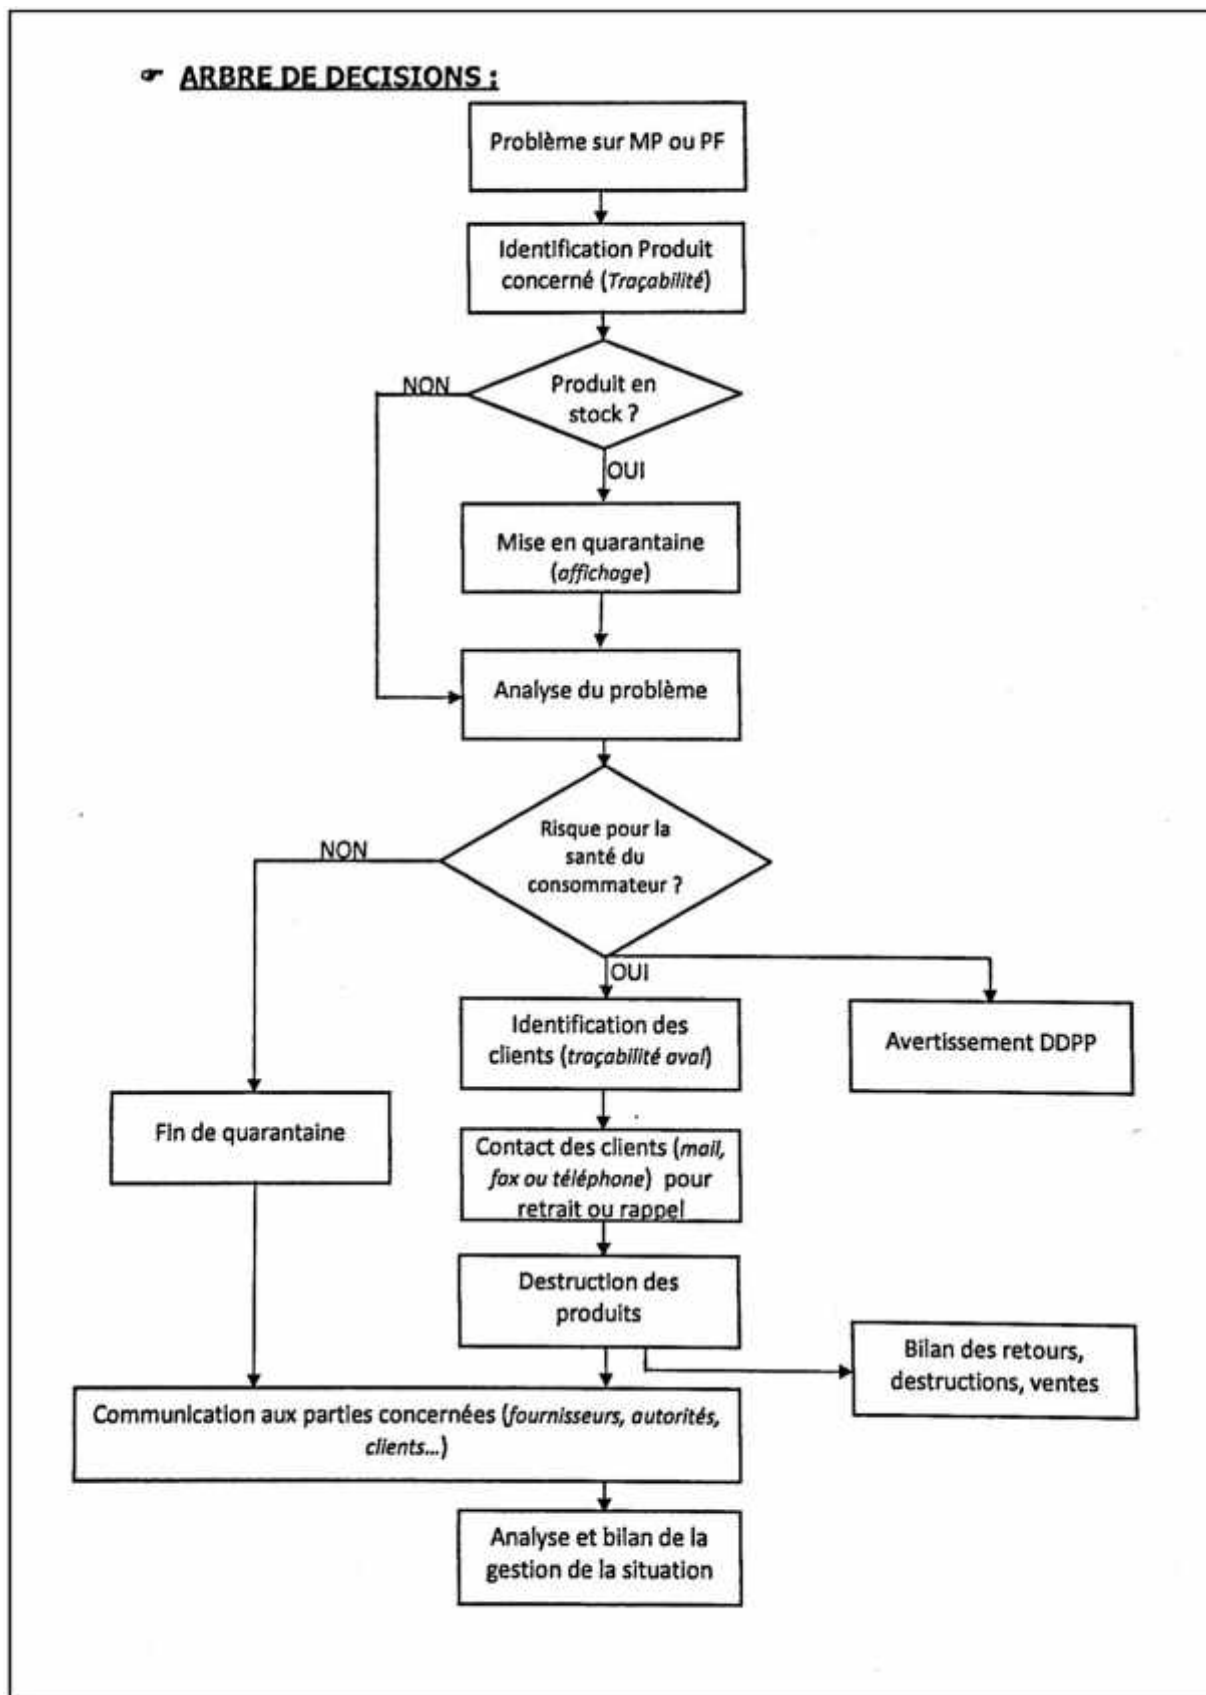 ☞ ARBRE DE DECISIONS :
Problème sur MP ou PF
Identification Produit
concerné (Traçabilité)
Produit en
stock ?
NON
OUI
Mise en quarantaine
(affichage)
Analyse du problème
Risque pour la
santé du
consommateur ?
NON
OUI
Identification des
clients (traçabilité aval)
Avertissement DDPP
Fin de quarantaine
Contact des clients (mail,
fax ou téléphone) pour
retrait ou rappel
Destruction des
produits
Bilan des retours,
destructions, ventes
Communication aux parties concernées (fournisseurs, autorités,
clients...)
Analyse et bilan de la
gestion de la situation